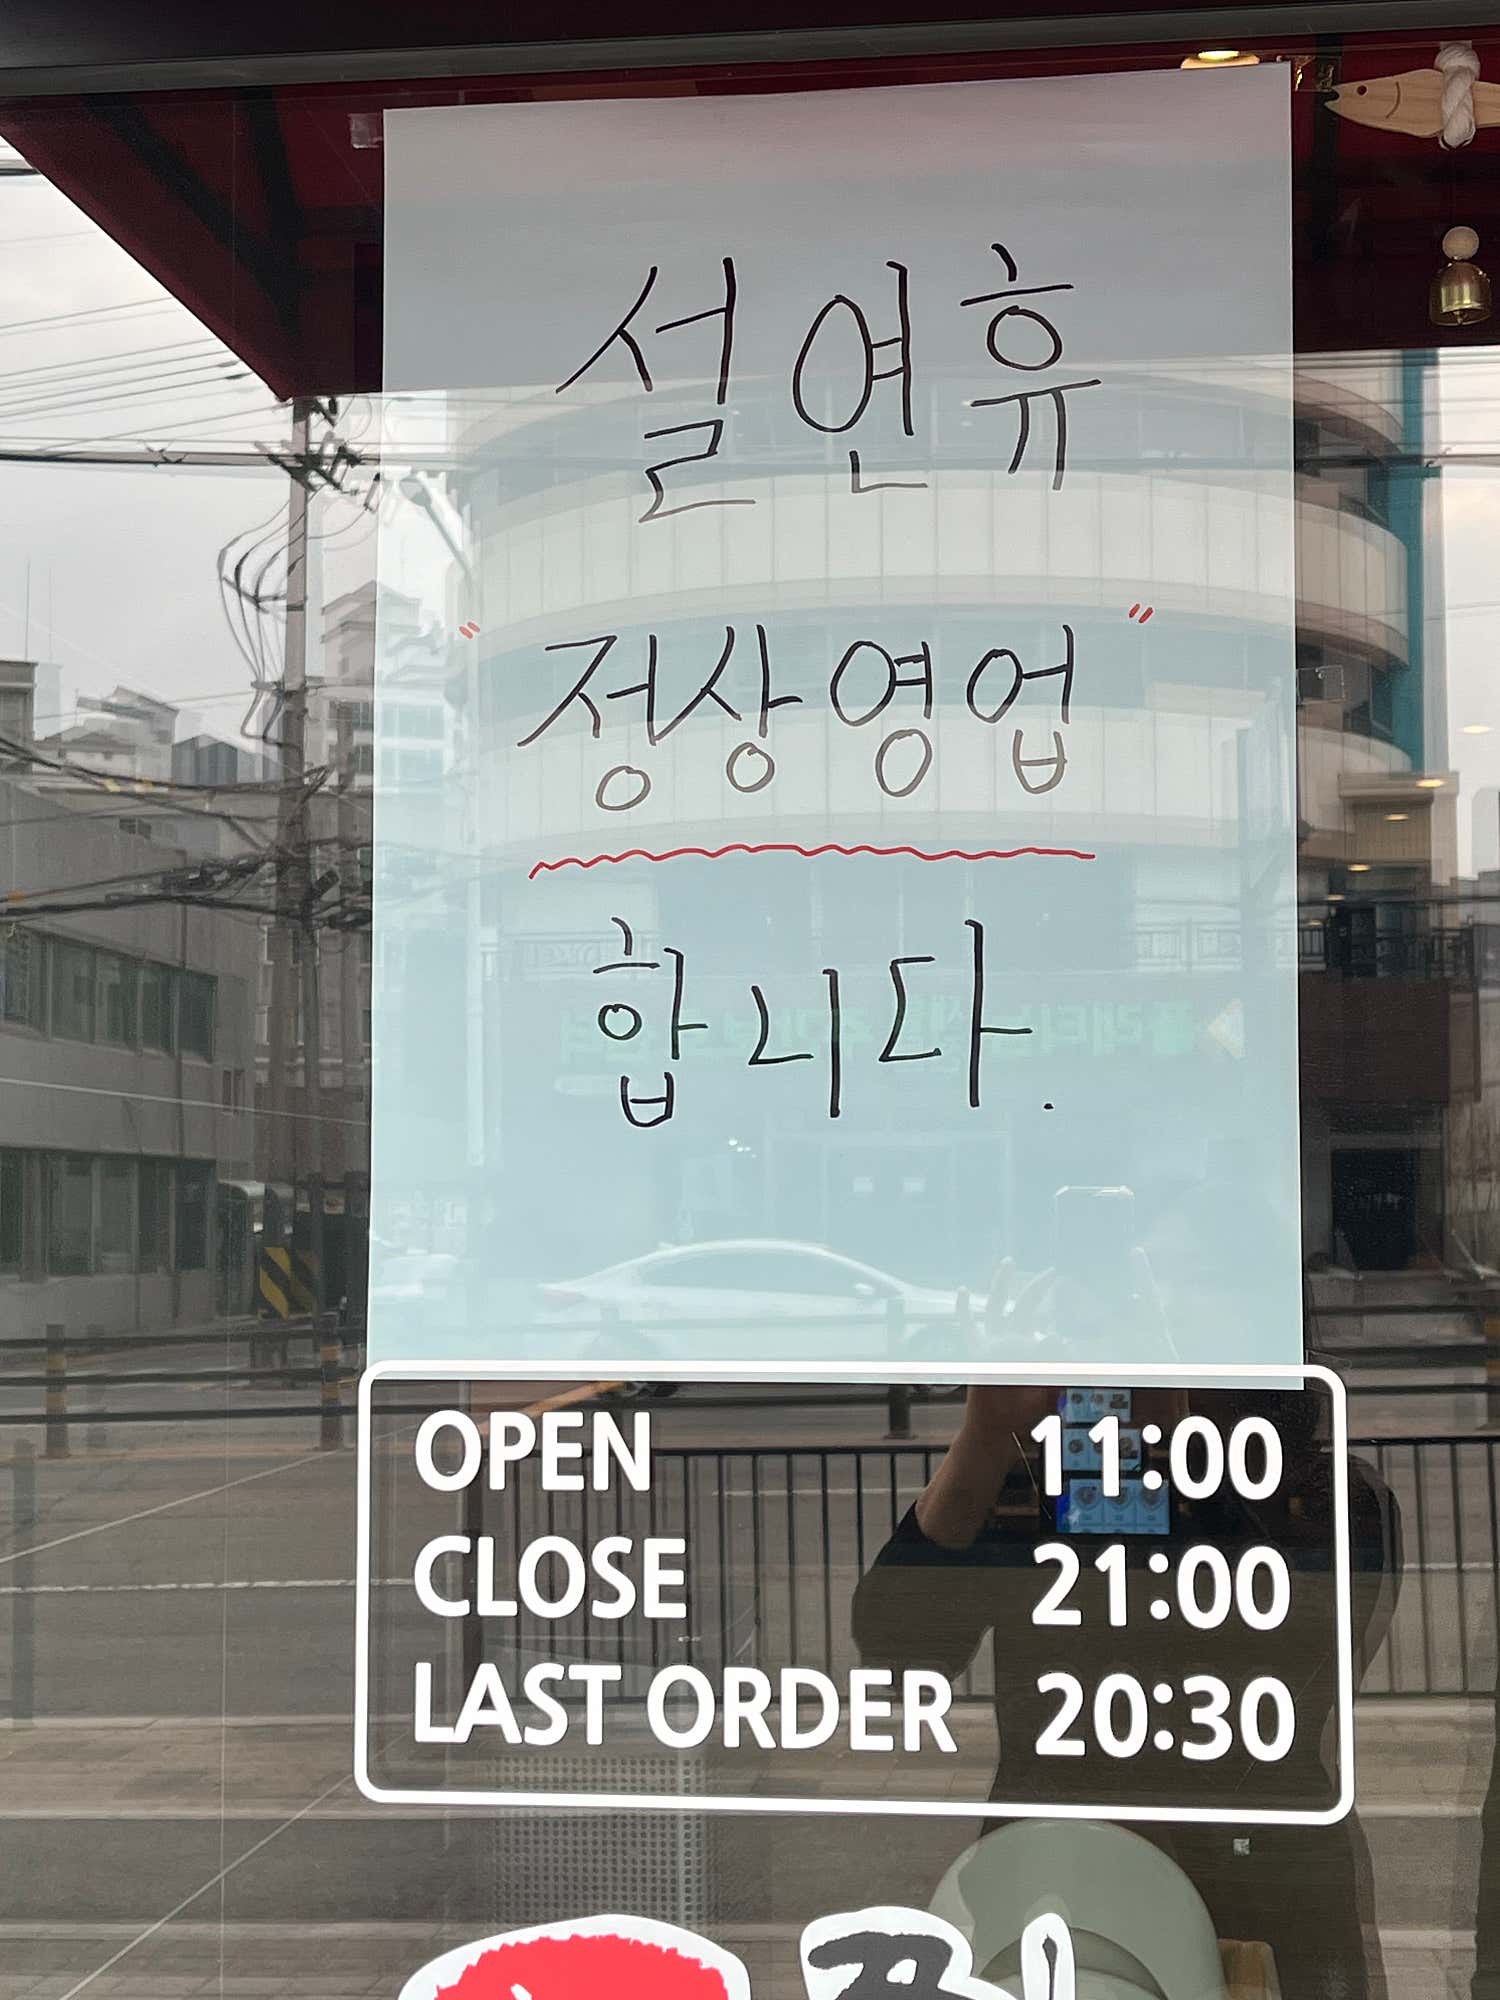 설 연휴
"정상영업"
합니다.
OPEN 11:00
CLOSE 21:00
LAST ORDER 20:30